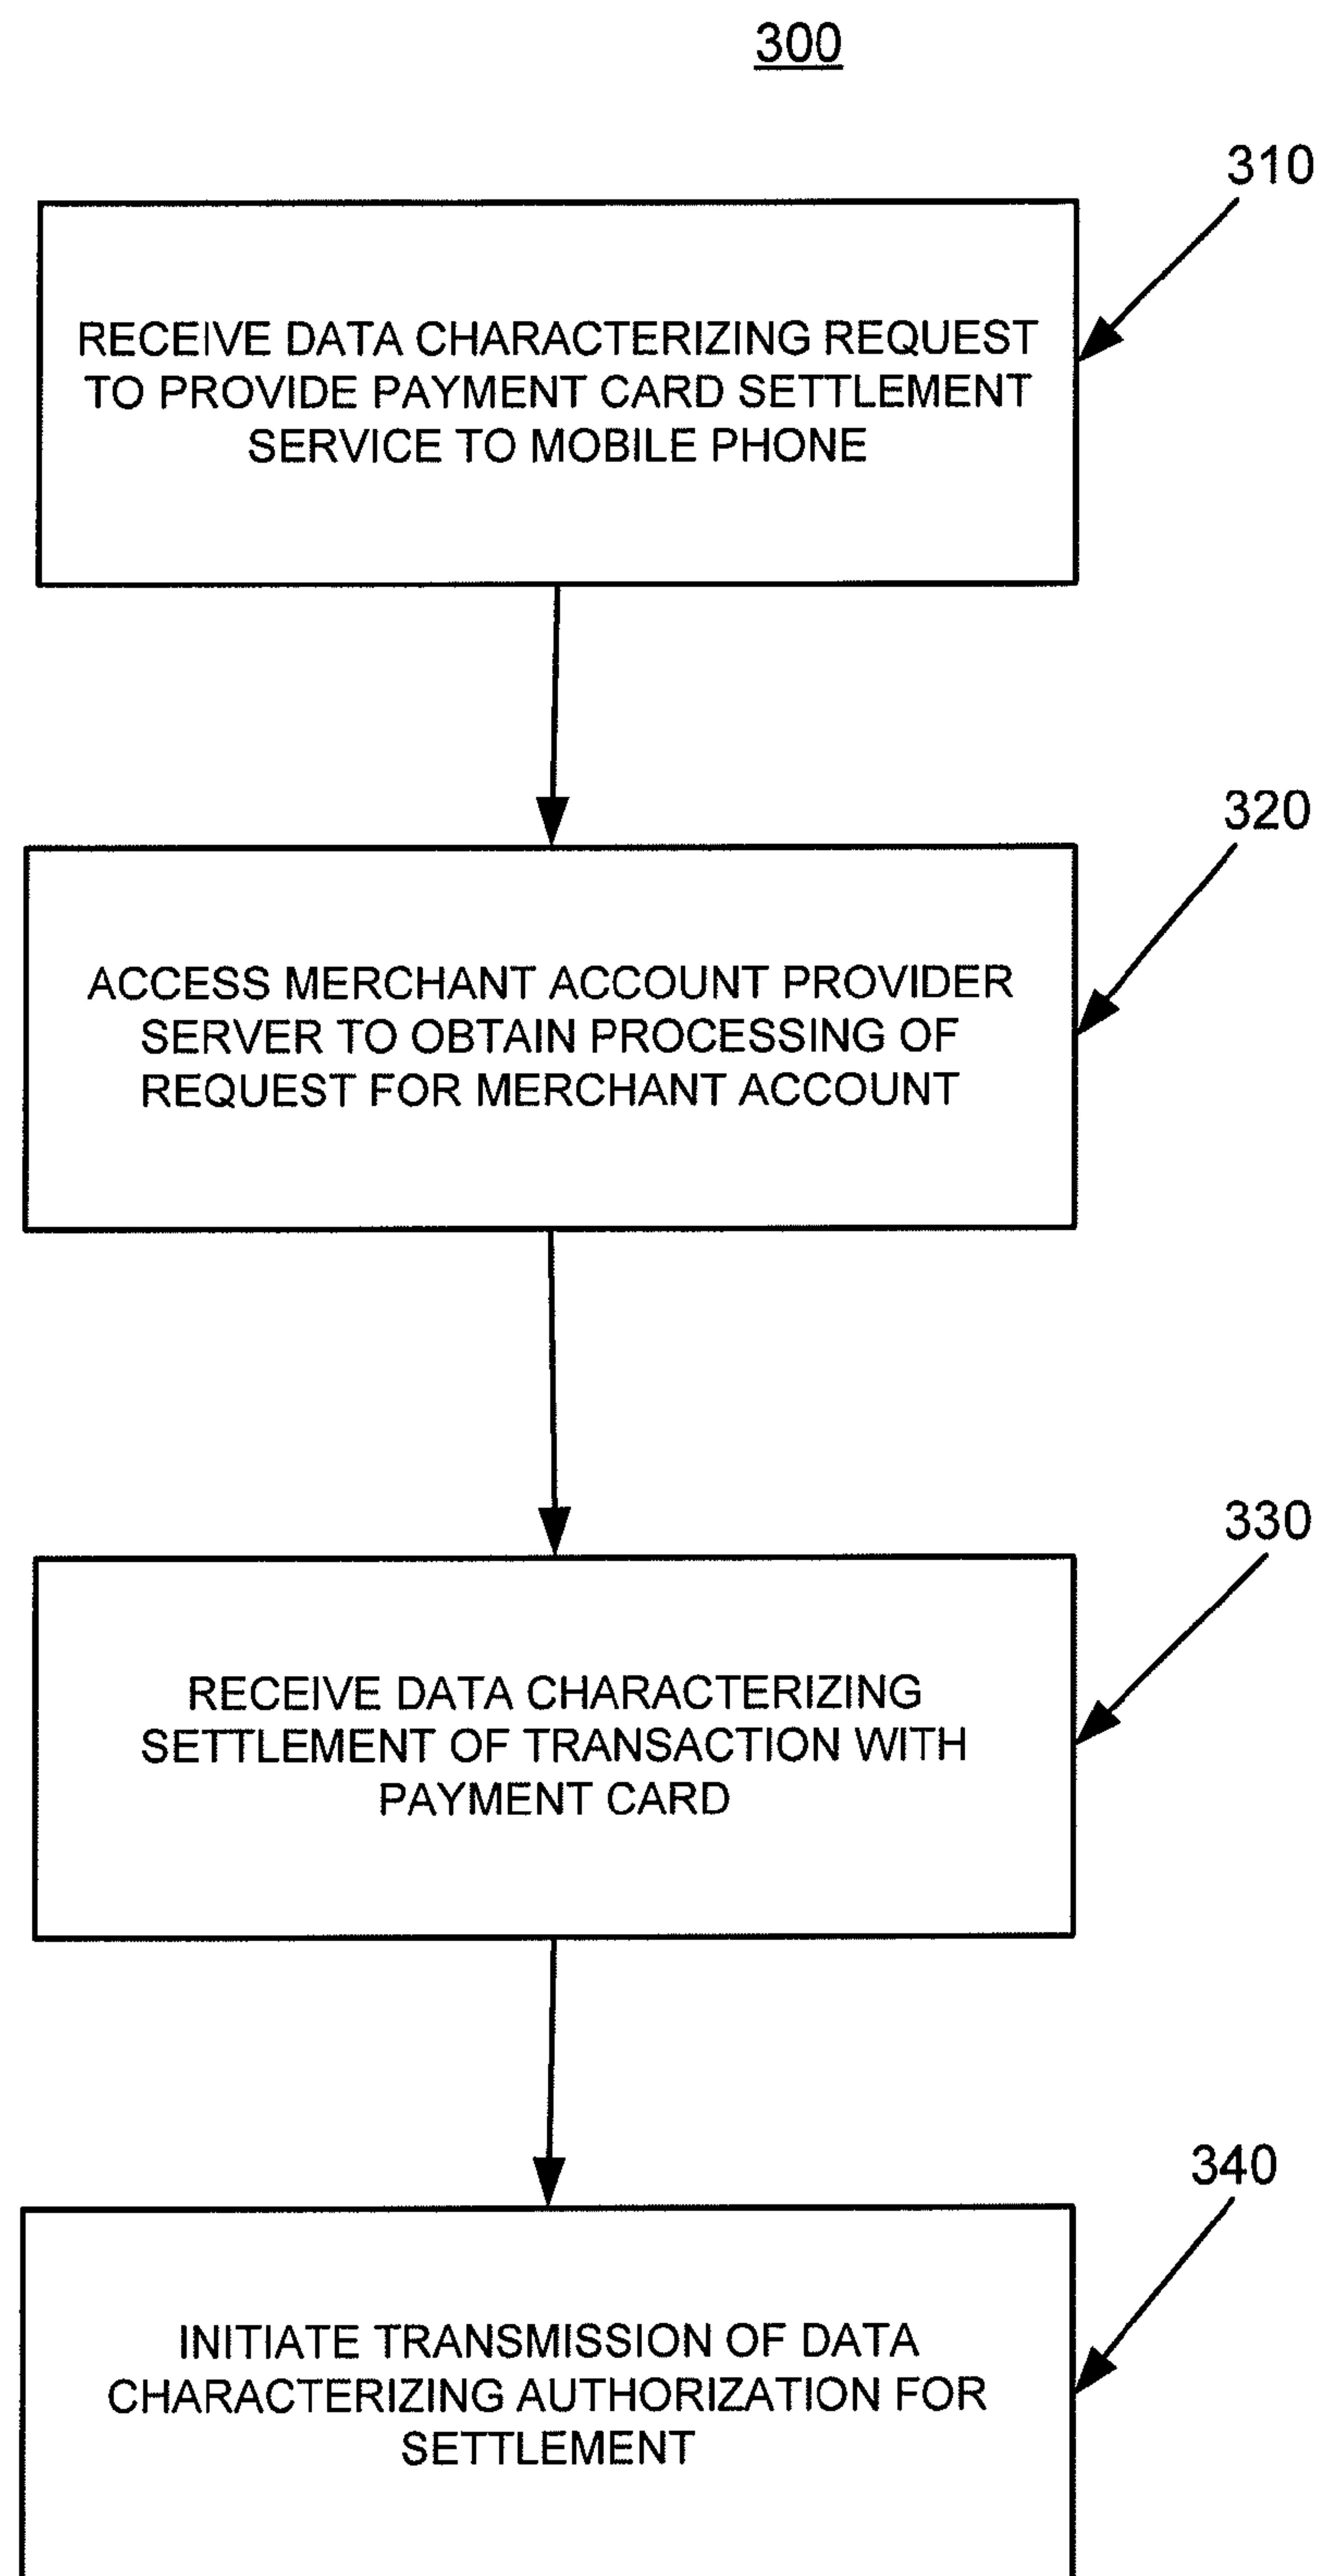 300
310
RECEIVE DATA CHARACTERIZING REQUEST
TO PROVIDE PAYMENT CARD SETTLEMENT
SERVICE TO MOBILE PHONE
320
ACCESS MERCHANT ACCOUNT PROVIDER
SERVER TO OBTAIN PROCESSING OF
REQUEST FOR MERCHANT ACCOUNT
330
RECEIVE DATA CHARACTERIZING
SETTLEMENT OF TRANSACTION WITH
PAYMENT CARD
340
INITIATE TRANSMISSION OF DATA
CHARACTERIZING AUTHORIZATION FOR
SETTLEMENT